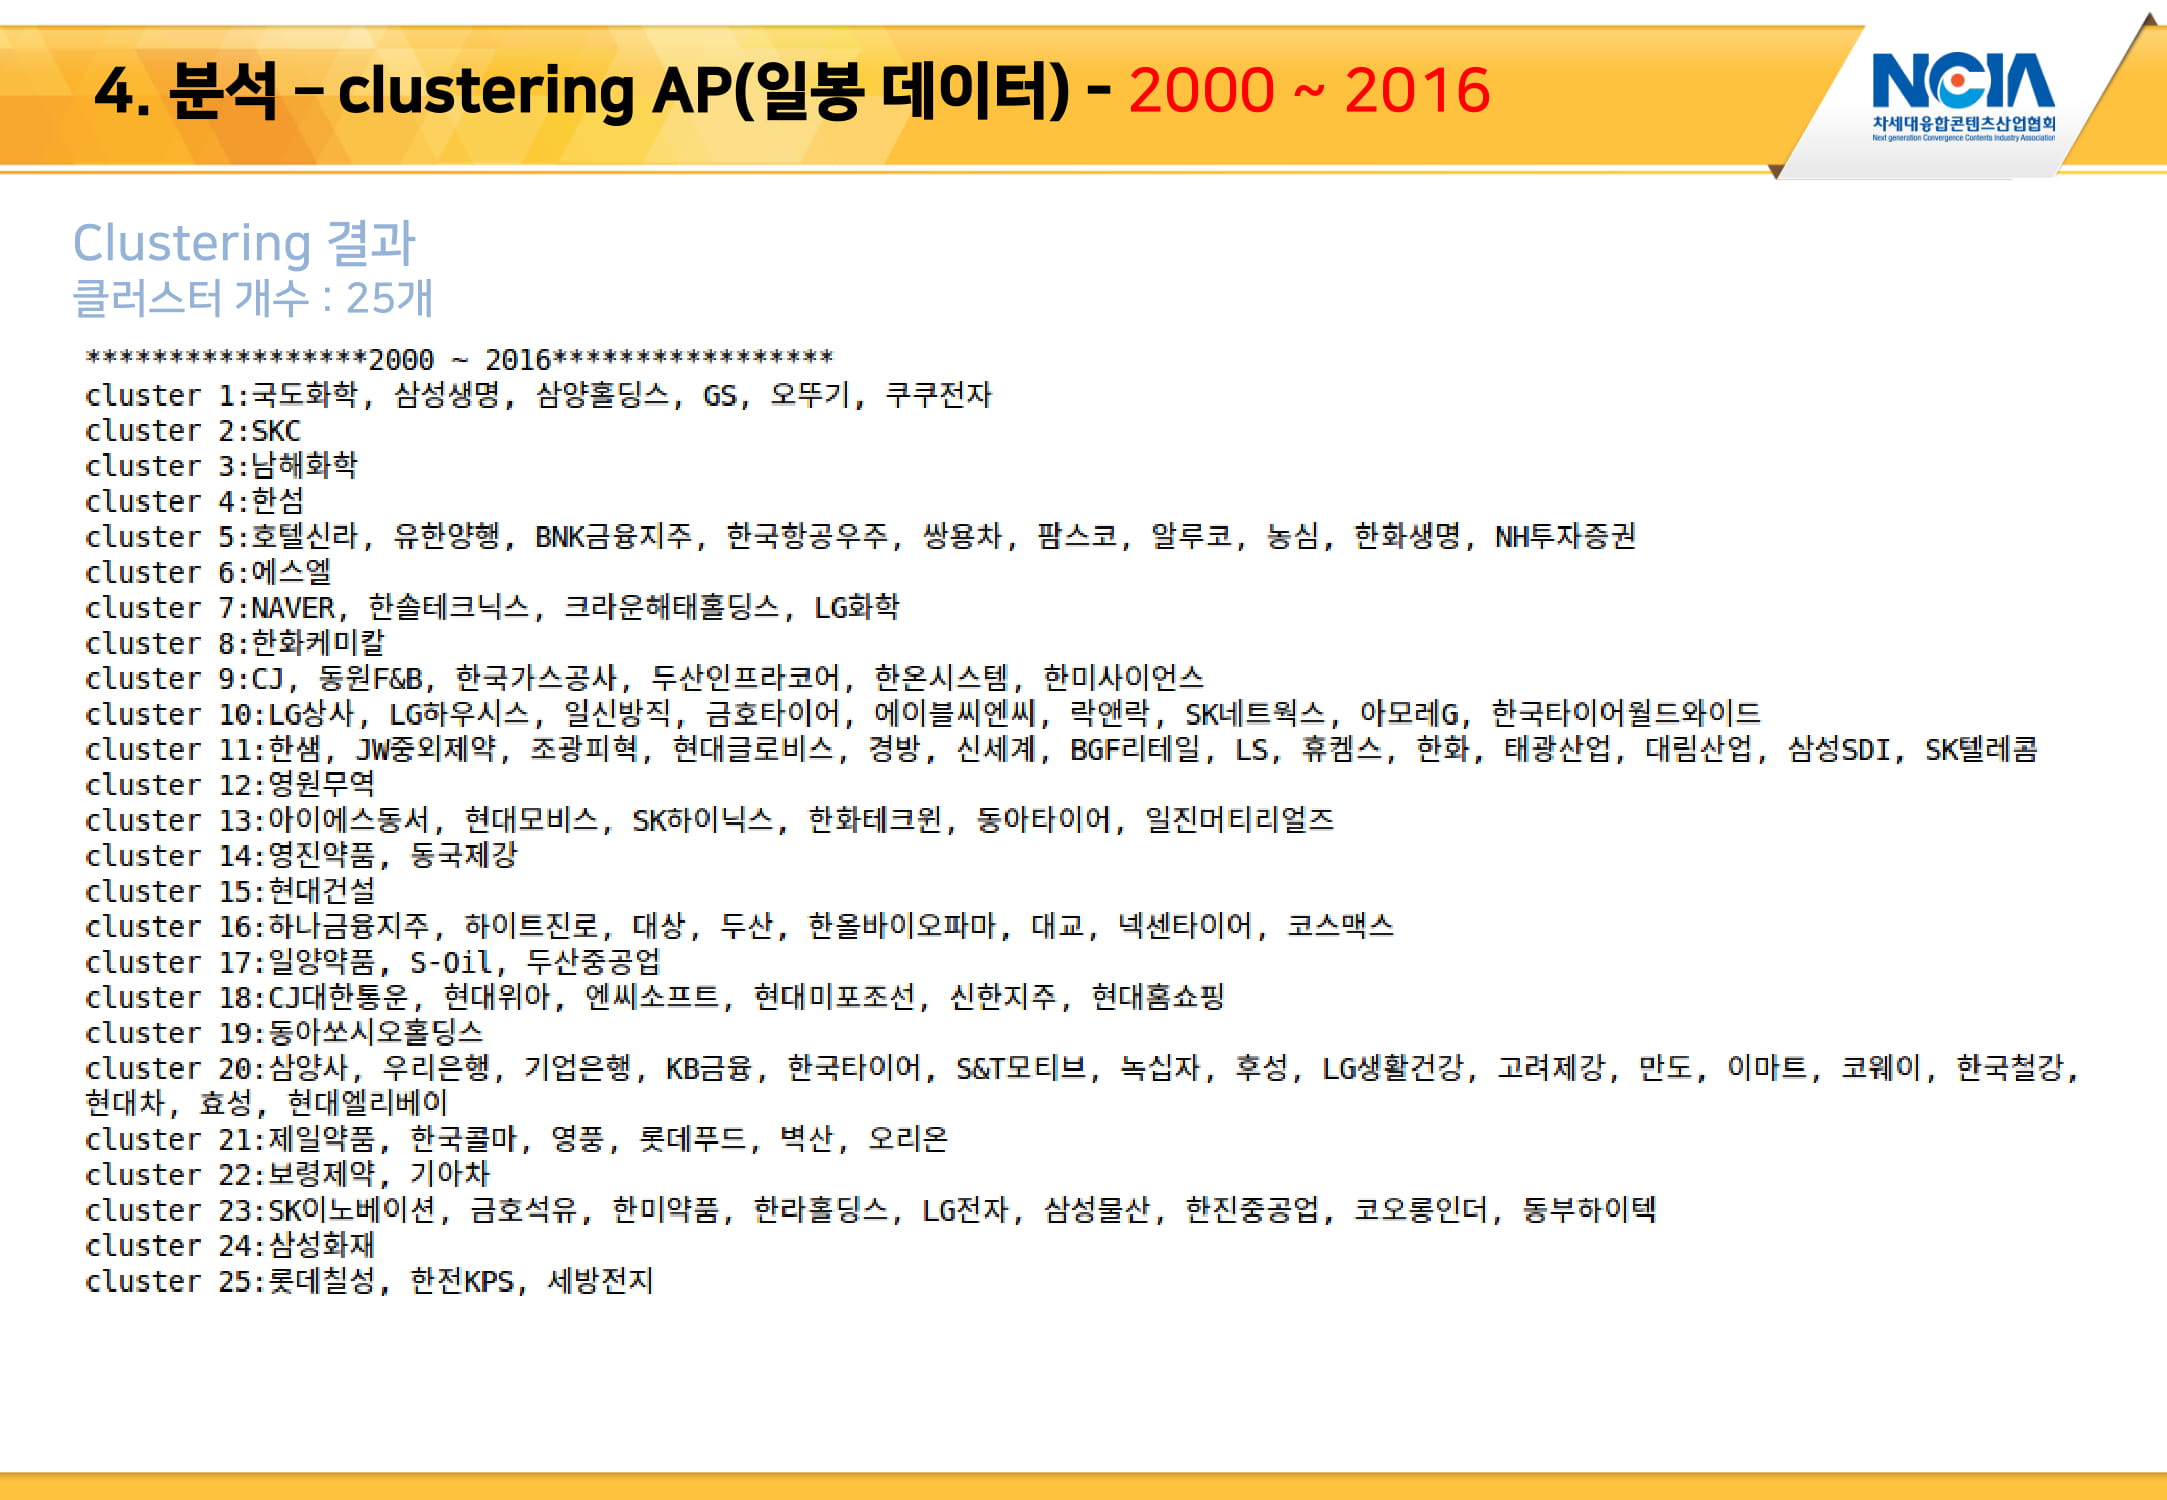 4. 분석 – clustering AP(일봉 데이터) - 2000 ~ 2016
NCIA
차세대융합콘텐츠산업협회
Next generation Convergence Contents Industry Association
Clustering 결과
클러스터 개수 : 25개
*****************2000 ~ 2016*****************
cluster 1:국도화학, 삼성생명, 삼양홀딩스, GS, 오뚜기, 쿠쿠전자
cluster 2:SKC
cluster 3:남해화학
cluster 4:한섬
cluster 5:호텔신라, 유한양행, BNK금융지주, 한국항공우주, 쌍용차, 팜스코, 알루코, 농심, 한화생명, NH투자증권
cluster 6:에스엘
cluster 7:NAVER, 한솔테크닉스, 크라운해태홀딩스, LG화학
cluster 8:한화케미칼
cluster 9:CJ, 동원F&B, 한국가스공사, 두산인프라코어, 한온시스템, 한미사이언스
cluster 10:LG상사, LG하우시스, 일신방직, 금호타이어, 에이블씨엔씨, 락앤락, SK네트웍스, 아모레G, 한국타이어월드와이드
cluster 11:한샘, JW중외제약, 조광피혁, 현대글로비스, 경방, 신세계, BGF리테일, LS, 휴켐스, 한화, 태광산업, 대림산업, 삼성SDI, SK텔레콤
cluster 12:영원무역
cluster 13:아이에스동서, 현대모비스, SK하이닉스, 한화테크윈, 동아타이어, 일진머티리얼즈
cluster 14:영진약품, 동국제강
cluster 15:현대건설
cluster 16:하나금융지주, 하이트진로, 대상, 두산, 한올바이오파마, 대교, 넥센타이어, 코스맥스
cluster 17:일양약품, S-Oil, 두산중공업
cluster 18:CJ대한통운, 현대위아, 엔씨소프트, 현대미포조선, 신한지주, 현대홈쇼핑
cluster 19:동아쏘시오홀딩스
cluster 20:삼양사, 우리은행, 기업은행, KB금융, 한국타이어, S&T모티브, 녹십자, 후성, LG생활건강, 고려제강, 만도, 이마트, 코웨이, 한국철강,
현대차, 효성, 현대엘리베이
cluster 21:제일약품, 한국콜마, 영풍, 롯데푸드, 벽산, 오리온
cluster 22:보령제약, 기아차
cluster 23:SK이노베이션, 금호석유, 한미약품, 한라홀딩스, LG전자, 삼성물산, 한진중공업, 코오롱인더, 동부하이텍
cluster 24:삼성화재
cluster 25:롯데칠성, 한전KPS, 세방전지